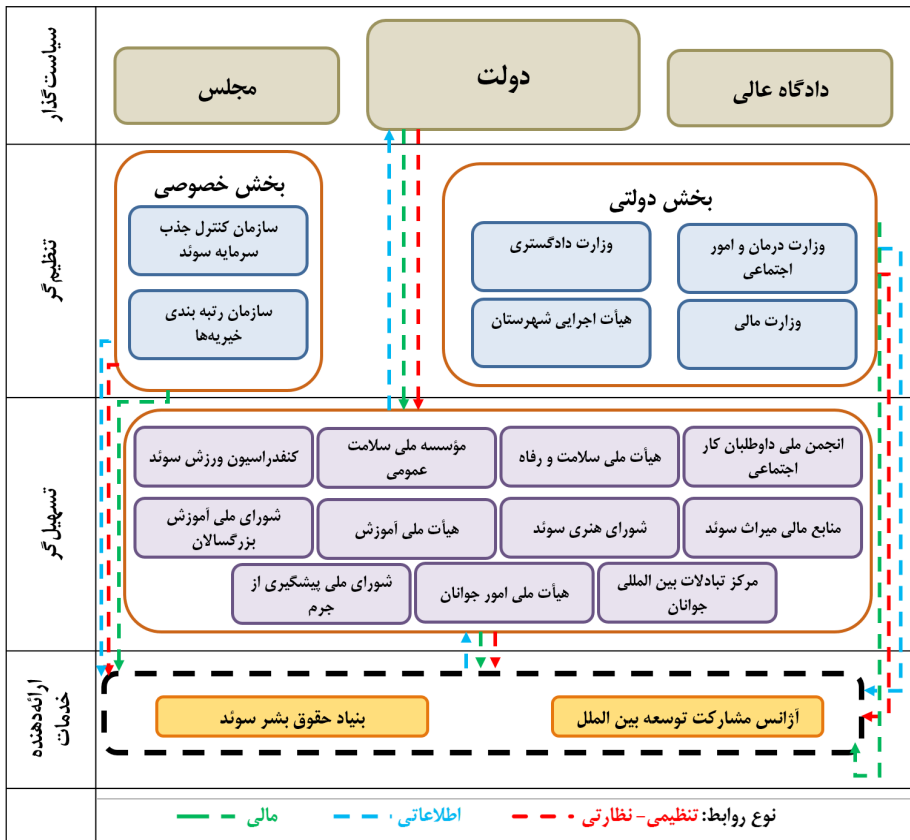 سیاست‌گذار
دادگاه عالی
دولت
مجلس
تنظیم‌گر
بخش دولتی
وزارت درمان و امور
اجتماعی
وزارت دادگستری
وزارت مالی
هیأت اجرایی شهرستان
بخش خصوصی
سازمان کنترل جذب
سرمایه سوئد
سازمان رتبه بندی
خیریه‌ها
تسهیل‌گر
انجمن ملی داوطلبان کار
اجتماعی
هیأت ملی سلامت و رفاه
مؤسسه ملی سلامت
عمومی
کنفدراسیون ورزش سوئد
منابع مالی میراث سوئد
شورای هنری سوئد
هیأت ملی آموزش
شورای ملی آموزش
بزرگسالان
مرکز تبادلات بین المللی
جوانان
هیأت ملی امور جوانان
شورای ملی پیشگیری از
جرم
ارائه‌دهنده
خدمات
آژانس مشارکت توسعه بین الملل
بنیاد حقوق بشر سوئد
نوع روابط: تنظیمی- نظارتی اطلاعاتی مالی